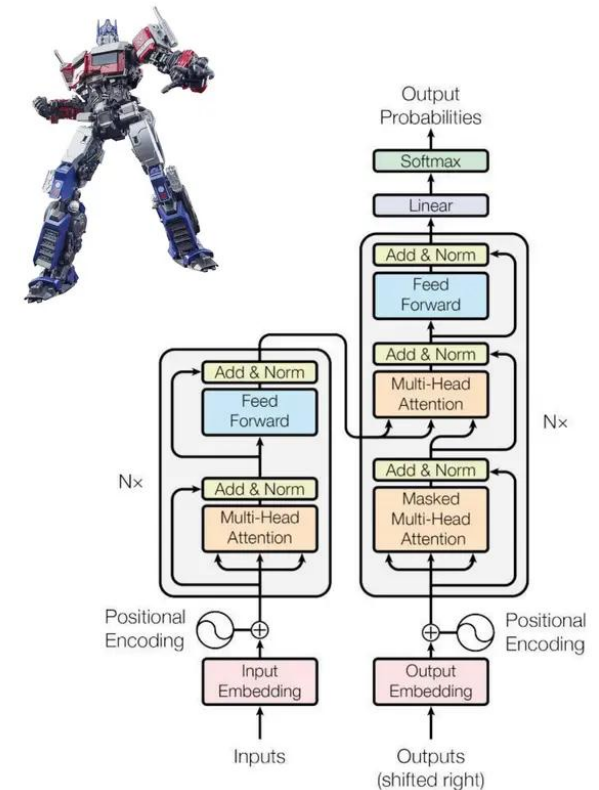 Output
Probabilities
Softmax
Linear
Add & Norm
Feed
Forward
Add & Norm
Multi-Head
Attention
Nx
Add & Norm
Masked
Multi-Head
Attention
Add & Norm
Feed
Forward
Nx
Add & Norm
Multi-Head
Attention
Positional
Encoding
Positional
Encoding
Input
Embedding
Output
Embedding
Inputs
Outputs
(shifted right)